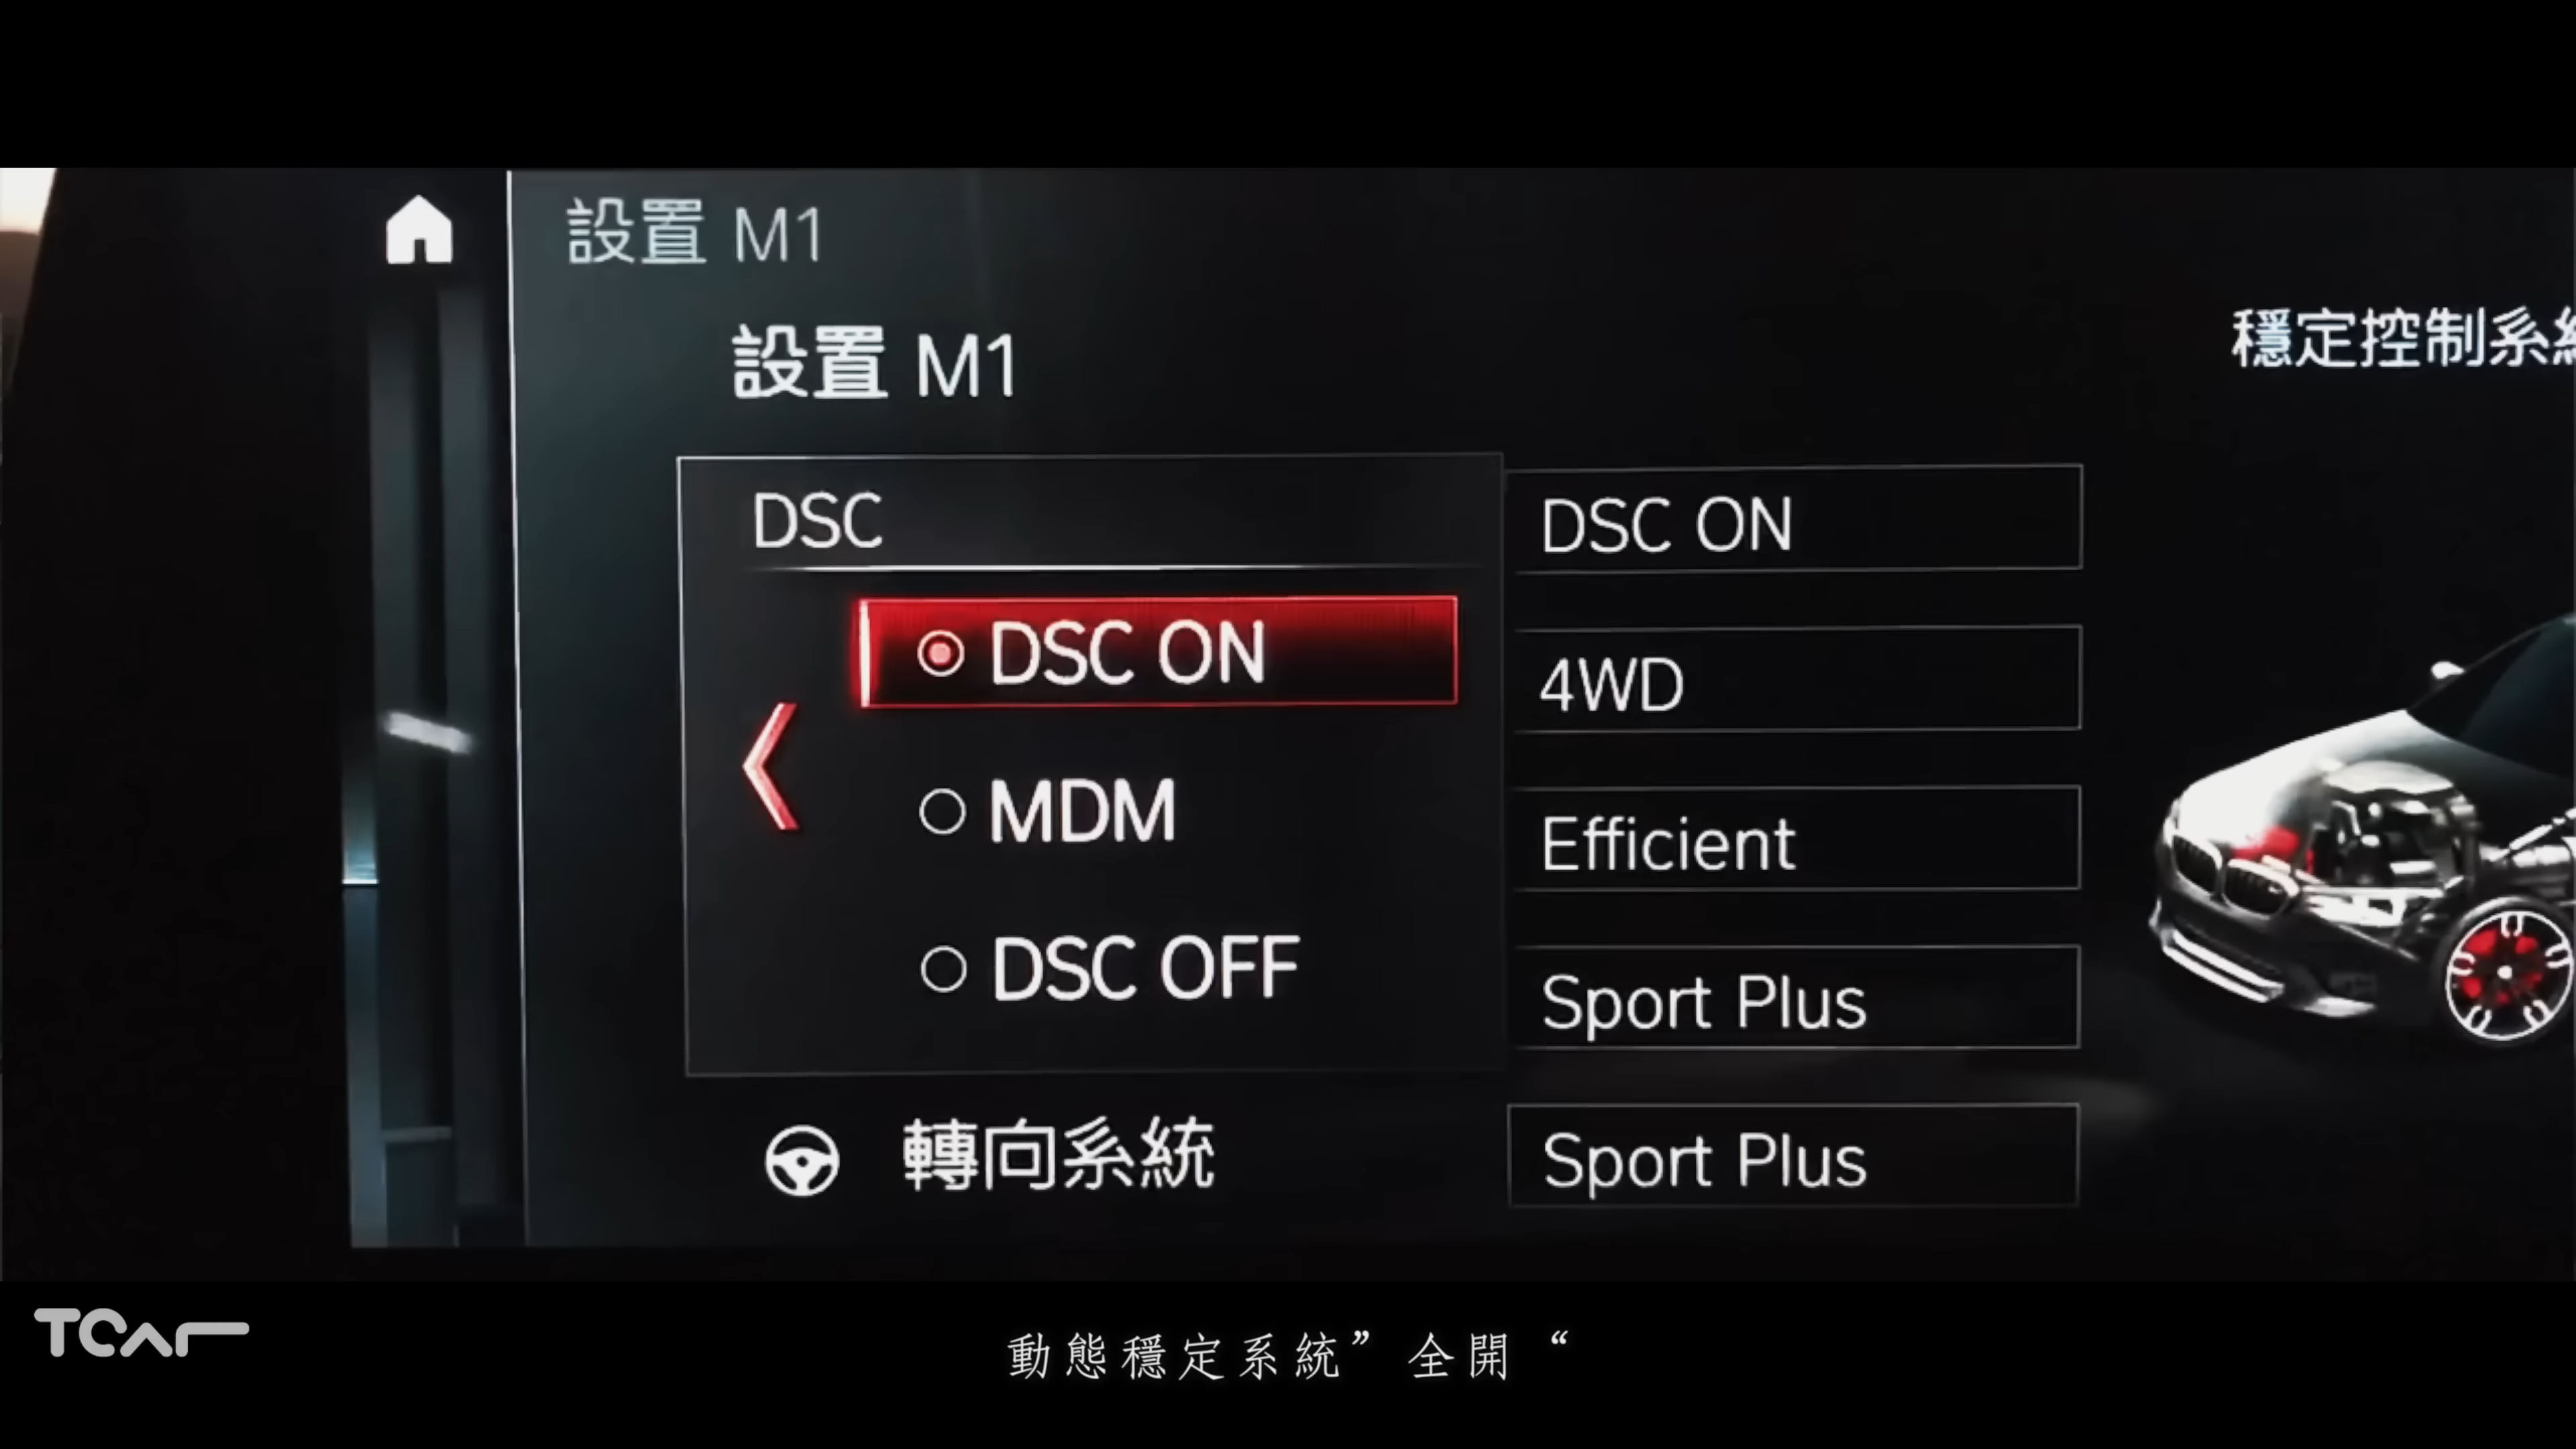 設置 M1
設置 M1
穩定控制系
DSC
DSC ON
DSC ON
4WD
MDM
Efficient
DSC OFF
Sport Plus
轉向系統
Sport Plus
TCar
動態穩定系統”全開“